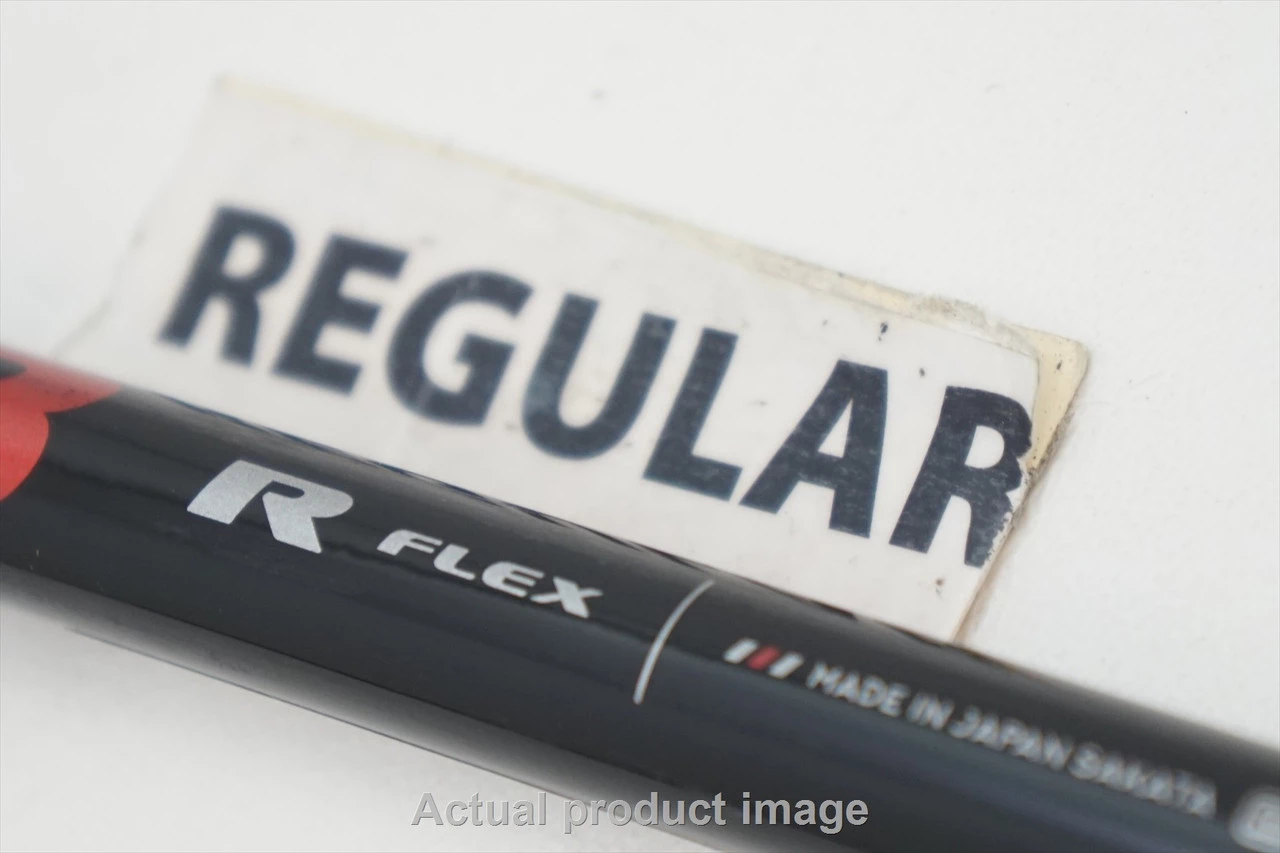 REGULAR
R FLEX
MADE IN JAPAN SAKATA
Actual product image